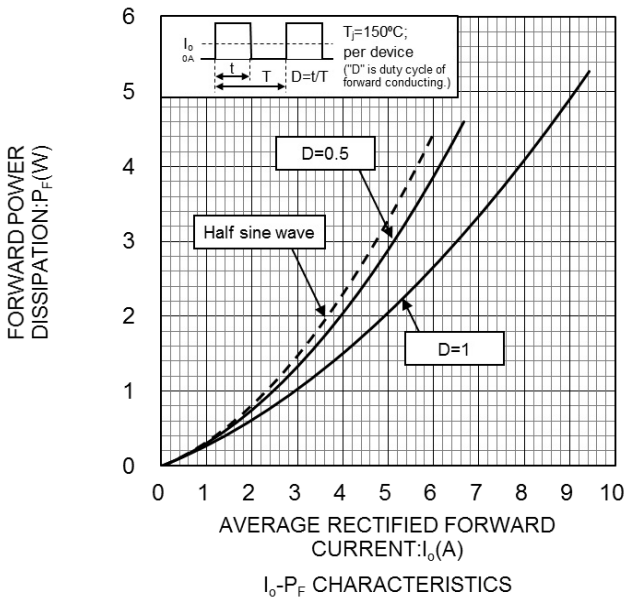 6
5
4
3
2
1
0
FORWARD POWER
DISSIPATION:PF(W)
Io
0A
t
T
D=t/T
Tj=150ºC;
per device
("D" is duty cycle of
forward conducting.)
D=0.5
Half sine wave
D=1
0 1 2 3 4 5 6 7 8 9 10
AVERAGE RECTIFIED FORWARD
CURRENT:Io(A)
Io-PF CHARACTERISTICS